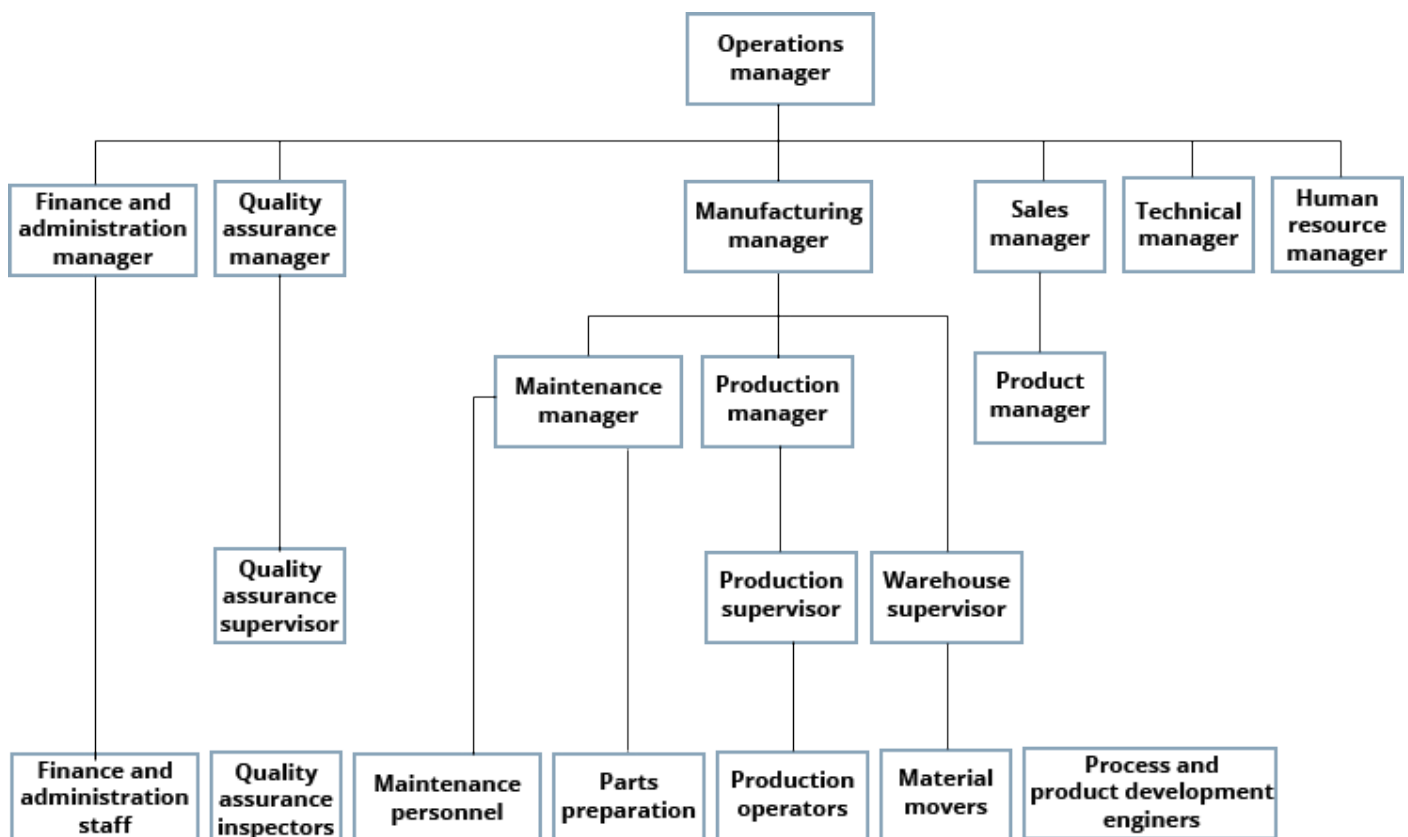 Operations
manager
Finance and
administration
manager
Quality
assurance
manager
Manufacturing
manager
Sales
manager
Technical
manager
Human
resource
manager
Maintenance
manager
Production
manager
Product
manager
Quality
assurance
supervisor
Production
supervisor
Warehouse
supervisor
Finance and
administration
staff
Quality
assurance
inspectors
Maintenance
personnel
Parts
preparation
Production
operators
Material
movers
Process and
product development
enginers